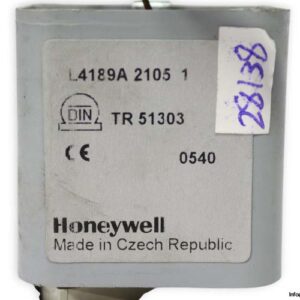 L4189A 2105 1
DIN
TR 51303
CE
0540
28138
Honeywell
Made in Czech Republic